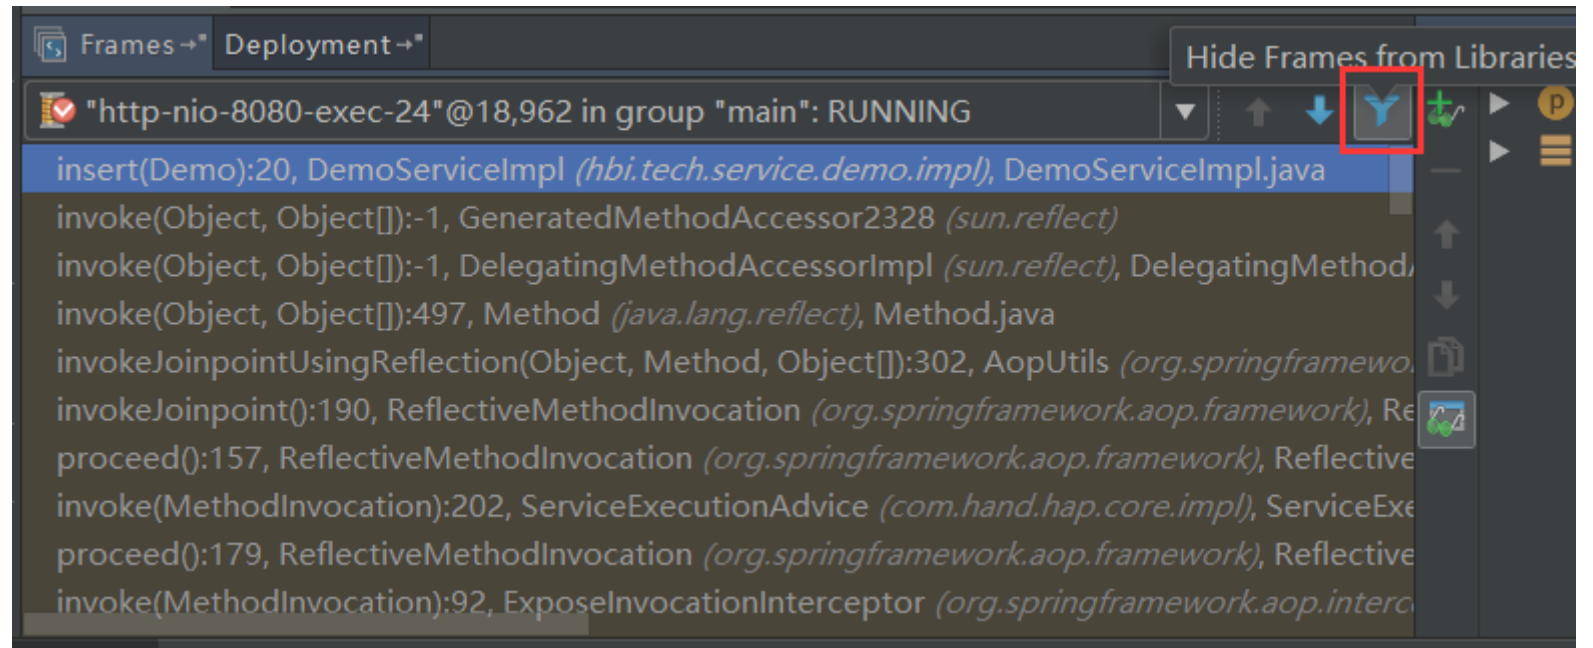 Frames→" Deployment→"
Hide Frames from Libraries
"http-nio-8080-exec-24"@18,962 in group "main": RUNNING
insert(Demo):20, DemoServiceImpl (hbi.tech.service.demo.impl), DemoServiceImpl.java
invoke(Object, Object[]):-1, GeneratedMethodAccessor2328 (sun.reflect)
invoke(Object, Object[]):-1, DelegatingMethodAccessorImpl (sun.reflect), DelegatingMethodA
invoke(Object, Object[]):497, Method (java.lang.reflect), Method.java
invokeJoinpointUsingReflection(Object, Method, Object[]):302, AopUtils (org.springframewo
invokeJoinpoint():190, ReflectiveMethodInvocation (org.springframework.aop.framework), Re
proceed():157, ReflectiveMethodInvocation (org.springframework.aop.framework), Reflective
invoke(MethodInvocation):202, ServiceExecutionAdvice (com.hand.hap.core.impl), ServiceExe
proceed():179, ReflectiveMethodInvocation (org.springframework.aop.framework), Reflective
invoke(MethodInvocation):92, ExposeInvocationInterceptor (org.springframework.aop.interc
p